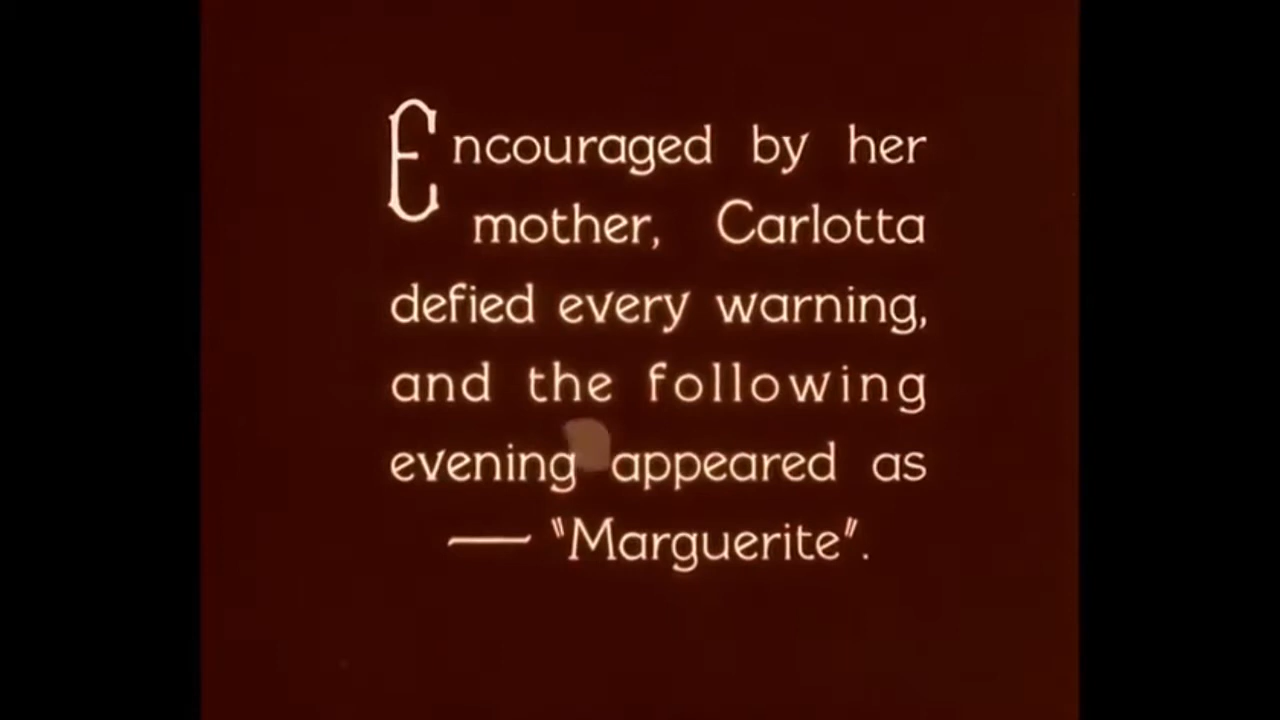 Encouraged by her
mother, Carlotta
defied every warning,
and the following
evening appeared as
— "Marguerite".